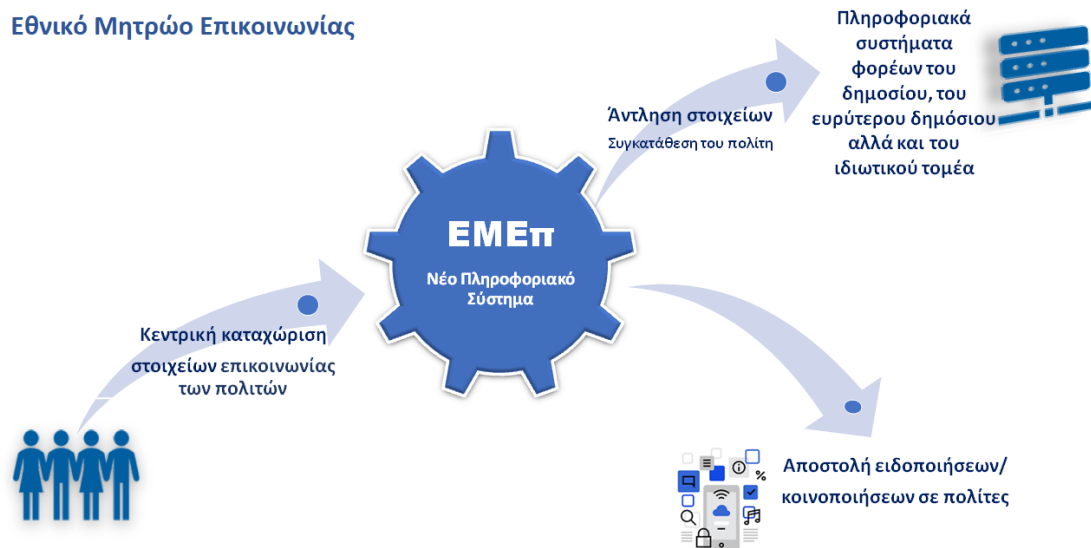 Εθνικό Μητρώο Επικοινωνίας
Πληροφοριακά
συστήματα
φορέων του
δημοσίου, του
ευρύτερου δημόσιου
αλλά και του
ιδιωτικού τομέα
Άντληση στοιχείων
Συγκατάθεση του πολίτη
ΕΜΕπ
Νέο Πληροφοριακό
Σύστημα
Κεντρική καταχώριση
στοιχείων επικοινωνίας
των πολιτών
Αποστολή ειδοποιήσεων/
κοινοποιήσεων σε πολίτες
%